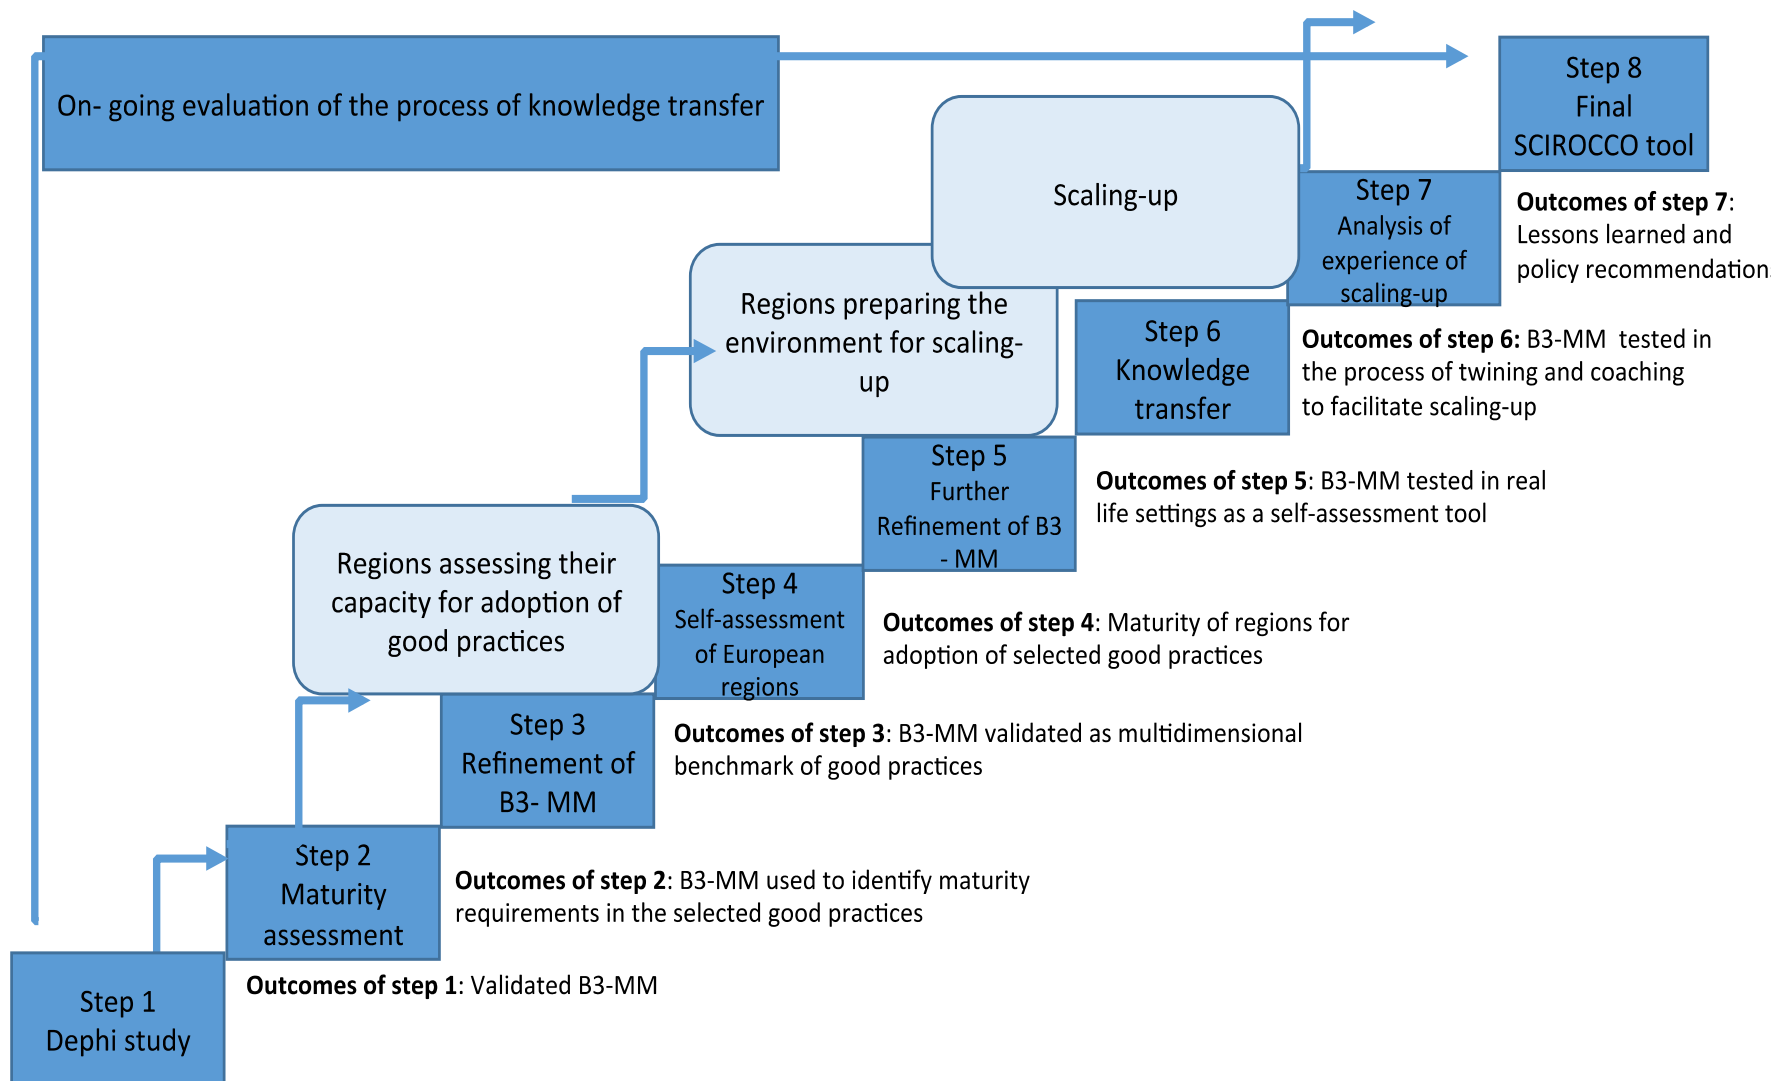 On- going evaluation of the process of knowledge transfer
Step 8
Final
SCIROCCO tool
Scaling-up
Step 7
Analysis of
experience of
scaling-up
Outcomes of step 7:
Lessons learned and
policy recommendation
Regions preparing the
environment for scaling-
up
Step 6
Knowledge
transfer
Outcomes of step 6: B3-MM tested in
the process of twining and coaching
to facilitate scaling-up
Step 5
Further
Refinement of B3
- MM
Outcomes of step 5: B3-MM tested in real
life settings as a self-assessment tool
Regions assessing their
capacity for adoption of
good practices
Step 4
Self-assessment
of European
regions
Outcomes of step 4: Maturity of regions for
adoption of selected good practices
Step 3
Refinement of
B3- MM
Outcomes of step 3: B3-MM validated as multidimensional
benchmark of good practices
Step 2
Maturity
assessment
Outcomes of step 2: B3-MM used to identify maturity
requirements in the selected good practices
Step 1
Dephi study
Outcomes of step 1: Validated B3-MM